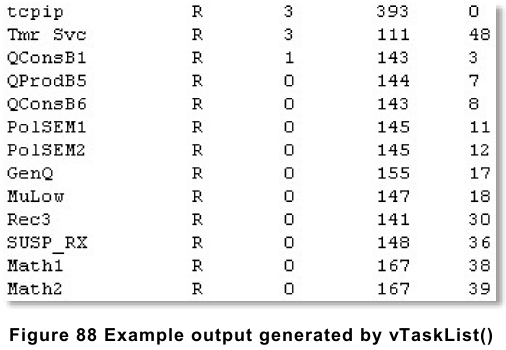 tcpip R 3 393 0
Tmr Svc R 3 111 48
QConsB1 R 1 143 3
QProdB5 R 0 144 7
QConsB6 R 0 143 8
PolSEM1 R 0 145 11
PolSEM2 R 0 145 12
GenQ R 0 155 17
MuLow R 0 147 18
Rec3 R 0 141 30
SUSP_RX R 0 148 36
Math1 R 0 167 38
Math2 R 0 167 39
Figure 88 Example output generated by vTaskList()